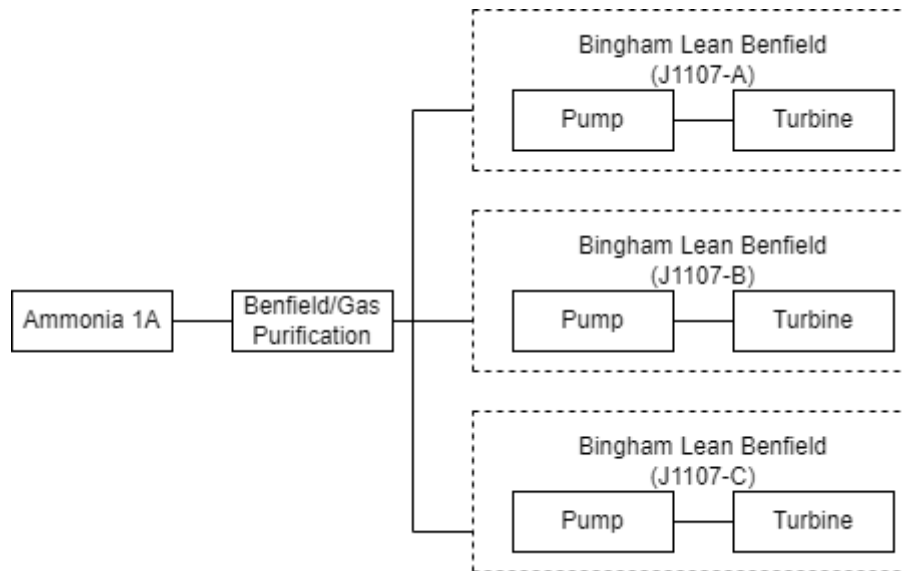 Bingham Lean Benfield
(J1107-A)
Pump
Turbine
Bingham Lean Benfield
(J1107-B)
Ammonia 1A
Benfield/Gas
Purification
Pump
Turbine
Bingham Lean Benfield
(J1107-C)
Pump
Turbine